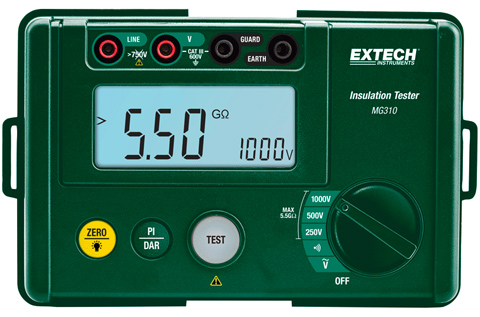 LINE V GUARD
>750V CAT III 600V EARTH
EXTECH
INSTRUMENTS
Insulation Tester
MG310
> 5.50 GΩ 1000V
ZERO
PI
DAR
TEST
MAX
5.5GΩ
1000V
500V
250V
Ṽ
OFF